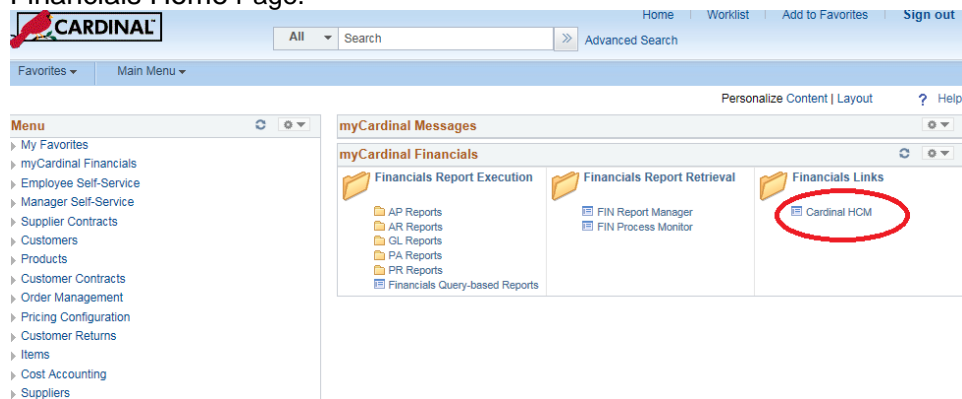 Financials Home Page.
CARDINAL
Home Worklist Add to Favorites Sign out
All Search Advanced Search
Favorites Main Menu
Personalize Content | Layout ? Help
Menu
My Favorites
myCardinal Financials
Employee Self-Service
Manager Self-Service
Supplier Contracts
Customers
Products
Customer Contracts
Order Management
Pricing Configuration
Customer Returns
Items
Cost Accounting
Suppliers
myCardinal Messages
myCardinal Financials
Financials Report Execution
AP Reports
AR Reports
GL Reports
PA Reports
PR Reports
Financials Query-based Reports
Financials Report Retrieval
FIN Report Manager
FIN Process Monitor
Financials Links
Cardinal HCM